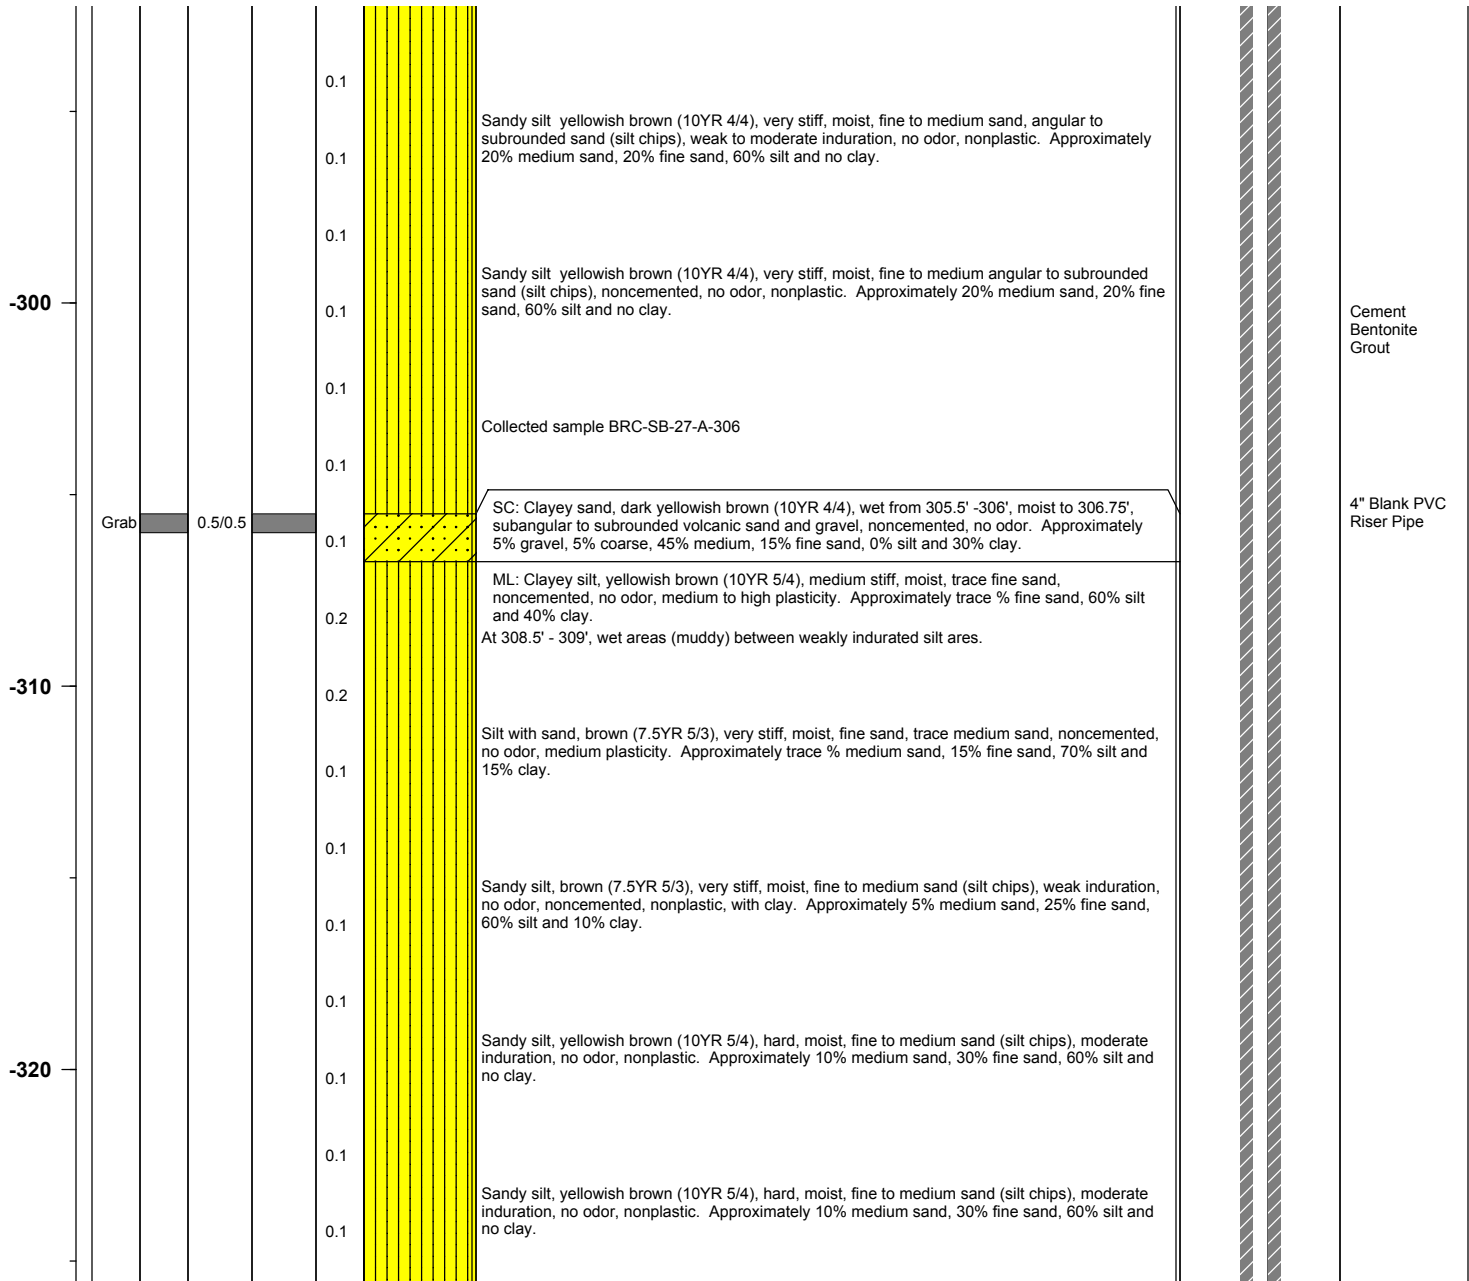 0.1
Sandy silt  yellowish brown (10YR 4/4), very stiff, moist, fine to medium sand, angular to
subrounded sand (silt chips), weak to moderate induration, no odor, nonplastic.  Approximately
20% medium sand, 20% fine sand, 60% silt and no clay.
0.1
0.1
Sandy silt  yellowish brown (10YR 4/4), very stiff, moist, fine to medium angular to subrounded
sand (silt chips), noncemented, no odor, nonplastic.  Approximately 20% medium sand, 20% fine
sand, 60% silt and no clay.
-300
0.1
Cement
Bentonite
Grout
0.1
Collected sample BRC-SB-27-A-306
0.1
Grab
0.5/0.5
SC: Clayey sand, dark yellowish brown (10YR 4/4), wet from 305.5' -306', moist to 306.75',
subangular to subrounded volcanic sand and gravel, noncemented, no odor.  Approximately
5% gravel, 5% coarse, 45% medium, 15% fine sand, 0% silt and 30% clay.
4" Blank PVC
Riser Pipe
0.1
ML: Clayey silt, yellowish brown (10YR 5/4), medium stiff, moist, trace fine sand,
noncemented, no odor, medium to high plasticity.  Approximately trace % fine sand, 60% silt
and 40% clay.
0.2
At 308.5' - 309', wet areas (muddy) between weakly indurated silt ares.
-310
0.2
Silt with sand, brown (7.5YR 5/3), very stiff, moist, fine sand, trace medium sand, noncemented,
no odor, medium plasticity.  Approximately trace % medium sand, 15% fine sand, 70% silt and
15% clay.
0.1
0.1
Sandy silt, brown (7.5YR 5/3), very stiff, moist, fine to medium sand (silt chips), weak induration,
no odor, noncemented, nonplastic, with clay.  Approximately 5% medium sand, 25% fine sand,
60% silt and 10% clay.
0.1
0.1
Sandy silt, yellowish brown (10YR 5/4), hard, moist, fine to medium sand (silt chips), moderate
induration, no odor, nonplastic.  Approximately 10% medium sand, 30% fine sand, 60% silt and
no clay.
-320
0.1
0.1
Sandy silt, yellowish brown (10YR 5/4), hard, moist, fine to medium sand (silt chips), moderate
induration, no odor, nonplastic.  Approximately 10% medium sand, 30% fine sand, 60% silt and
no clay.
0.1